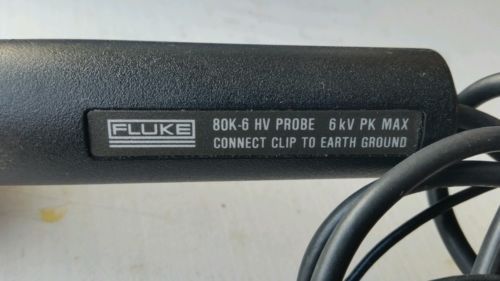 FLUKE
80K-6 HV PROBE 6kV PK MAX
CONNECT CLIP TO EARTH GROUND